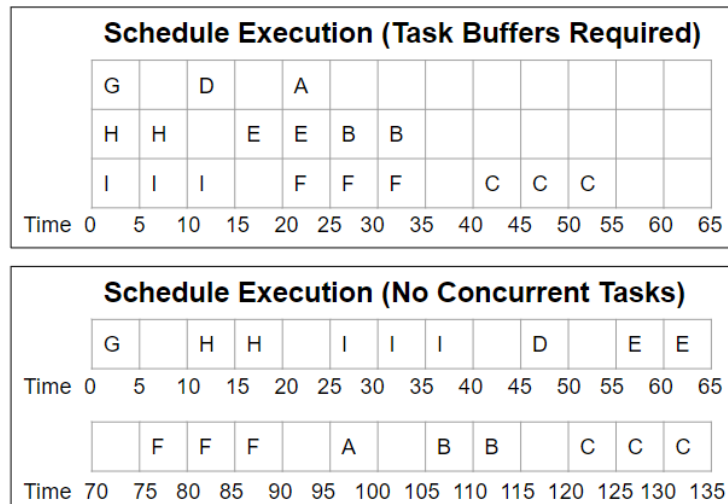 Schedule Execution (Task Buffers Required)
G D A
H H E E B B
I I I F F F C C C
Time 0 5 10 15 20 25 30 35 40 45 50 55 60 65
Schedule Execution (No Concurrent Tasks)
G H H I I I D E E
Time 0 5 10 15 20 25 30 35 40 45 50 55 60 65
F F F A B B C C C
Time 70 75 80 85 90 95 100 105 110 115 120 125 130 135